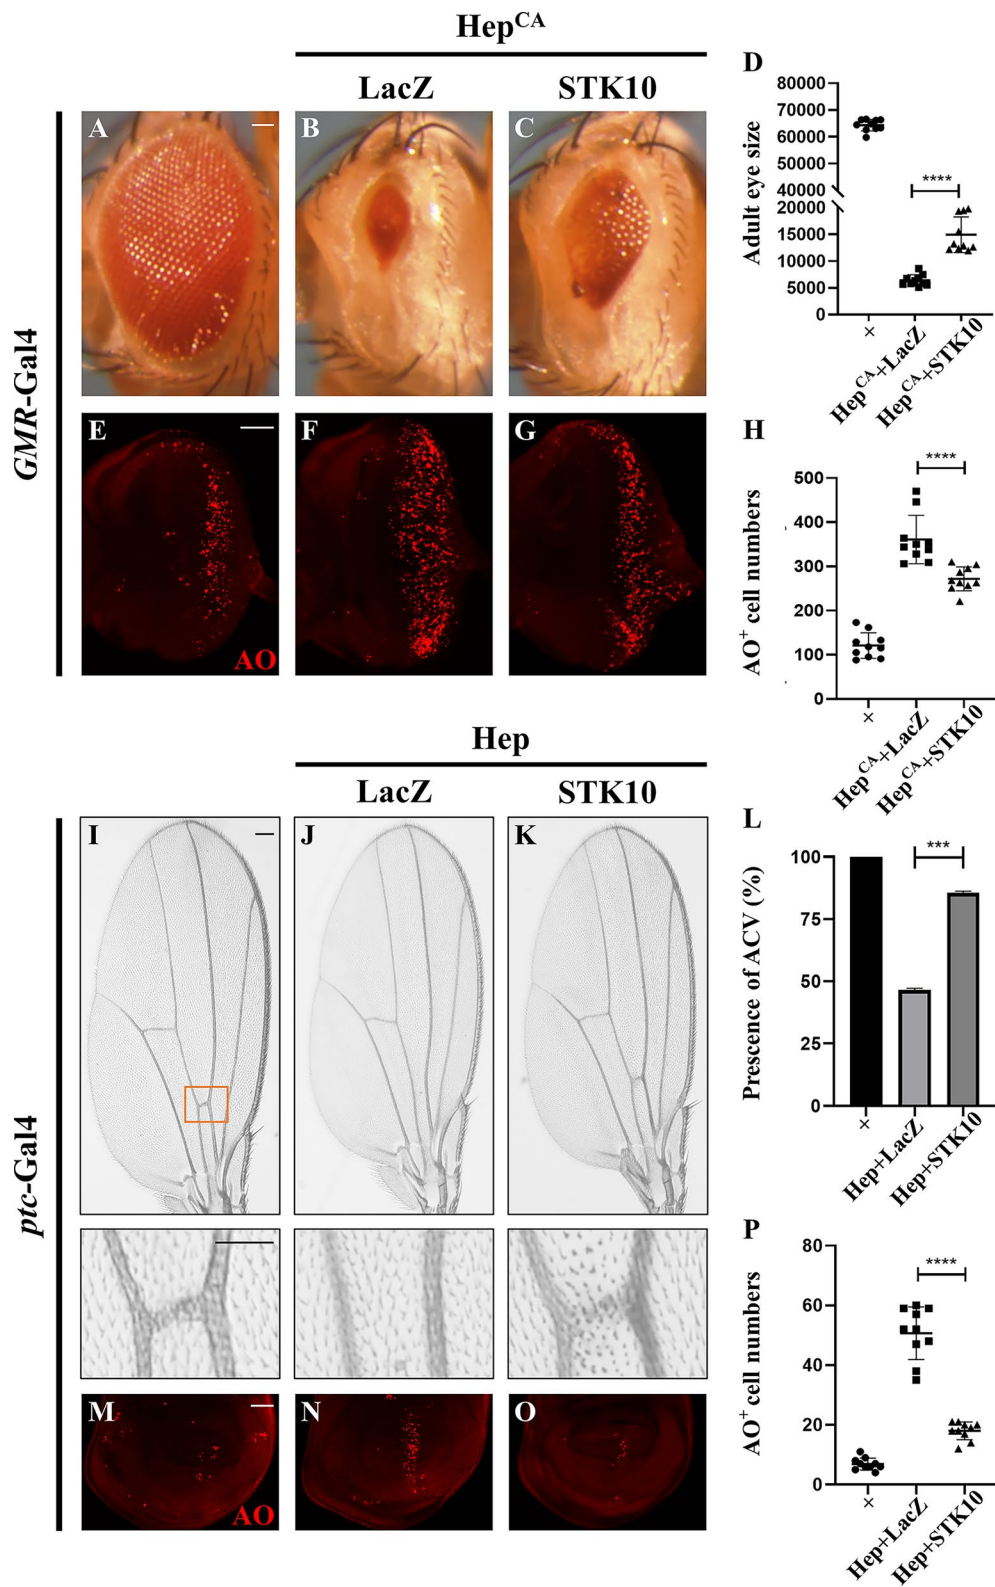 Hep^CA
LacZ
STK10
GMR-Gal4
A
B
C
D
Adult eye size
80000
70000
60000
50000
40000
20000
15000
10000
5000
0
****
+
Hep^CA+LacZ
Hep^CA+STK10
E
AO
F
G
H
AO+ cell numbers
500
400
300
200
100
0
****
+
Hep^CA+LacZ
Hep^CA+STK10
Hep
LacZ
STK10
ptc-Gal4
I
J
K
L
Prescence of ACV (%)
100
75
50
25
0
***
+
Hep+LacZ
Hep+STK10
M
AO
N
O
P
AO+ cell numbers
80
60
40
20
0
****
+
Hep+LacZ
Hep+STK10